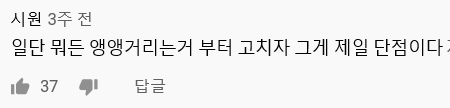 시원 3주 전
일단 뭐든 앵앵거리는거 부터 고치자 그게 제일 단점이다
37 답글